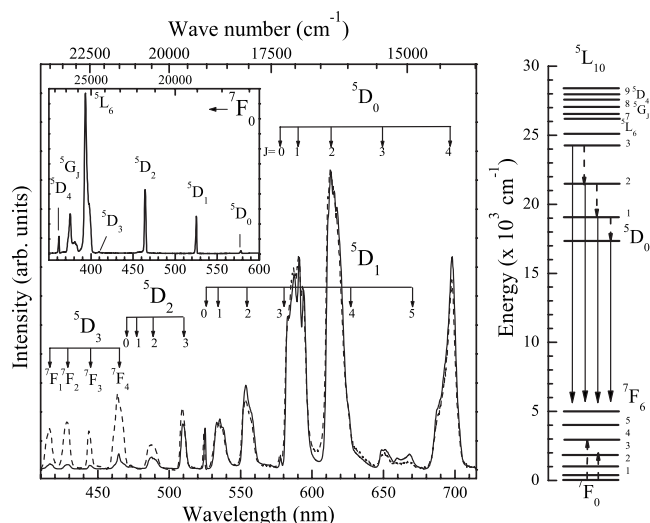 Wave number (cm⁻¹)
22500 20000 17500 15000
25000 20000
⁵L₆ ← ⁷F₀
⁵G_J ⁵D₂
⁵D₄ ⁵D₃ ⁵D₁ ⁵D₀
400 450 500 550 600
⁵D₀
J= 0 1 2 3 4
⁵D₁
0 1 2 3 4 5
⁵D₂
0 1 2 3
⁵D₃
⁷F₁ ⁷F₂ ⁷F₃ ⁷F₄
Intensity (arb. units)
450 500 550 600 650 700
Wavelength (nm)
⁵L₁₀
Energy (x 10³ cm⁻¹)
30
25
20
15
10
5
0
9 ⁵D₄
8 ⁵G_J
7
⁵L₆
3
2
1
⁵D₀
⁷F₆
5
4
3
2
1
⁷F₀